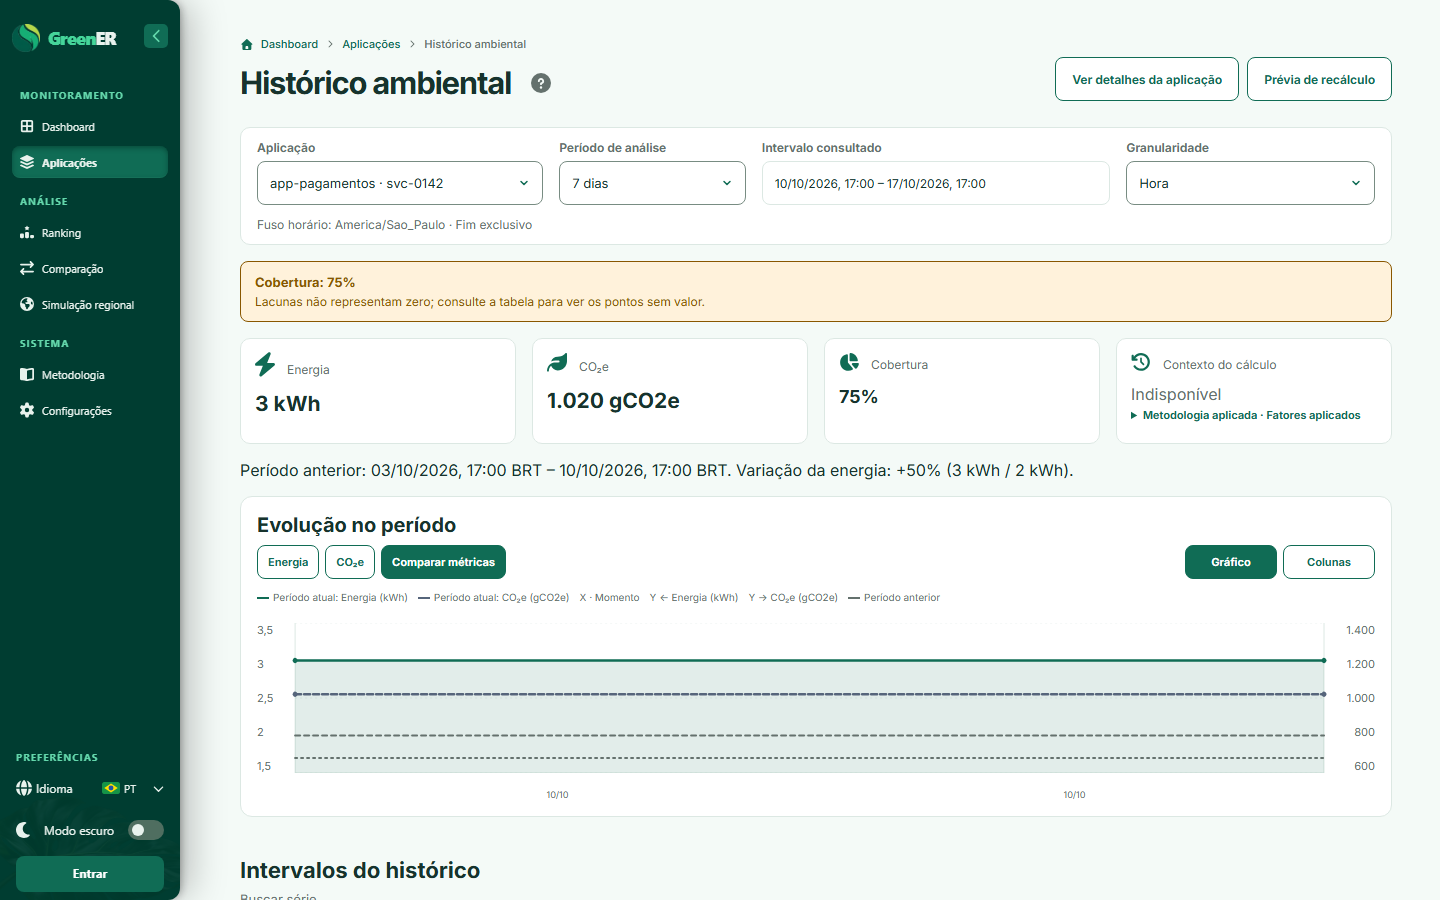 GreenER
MONITORAMENTO
Dashboard
Aplicações
ANÁLISE
Ranking
Comparação
Simulação regional
SISTEMA
Metodologia
Configurações
PREFERÊNCIAS
Idioma PT
Modo escuro
Entrar
Dashboard > Aplicações > Histórico ambiental
Histórico ambiental ?
Ver detalhes da aplicação
Prévia de recálculo
Aplicação
app-pagamentos · svc-0142
Período de análise
7 dias
Intervalo consultado
10/10/2026, 17:00 – 17/10/2026, 17:00
Granularidade
Hora
Fuso horário: America/Sao_Paulo · Fim exclusivo
Cobertura: 75%
Lacunas não representam zero; consulte a tabela para ver os pontos sem valor.
Energia
3 kWh
CO₂e
1.020 gCO2e
Cobertura
75%
Contexto do cálculo
Indisponível
Metodologia aplicada · Fatores aplicados
Período anterior: 03/10/2026, 17:00 BRT – 10/10/2026, 17:00 BRT. Variação da energia: +50% (3 kWh / 2 kWh).
Evolução no período
Energia
CO₂e
Comparar métricas
Gráfico
Colunas
Período atual: Energia (kWh) Período atual: CO₂e (gCO2e) X · Momento Y ← Energia (kWh) Y → CO₂e (gCO2e) Período anterior
3,5 1.400
3 1.200
2,5 1.000
2 800
1,5 600
10/10 10/10
Intervalos do histórico
Buscar série